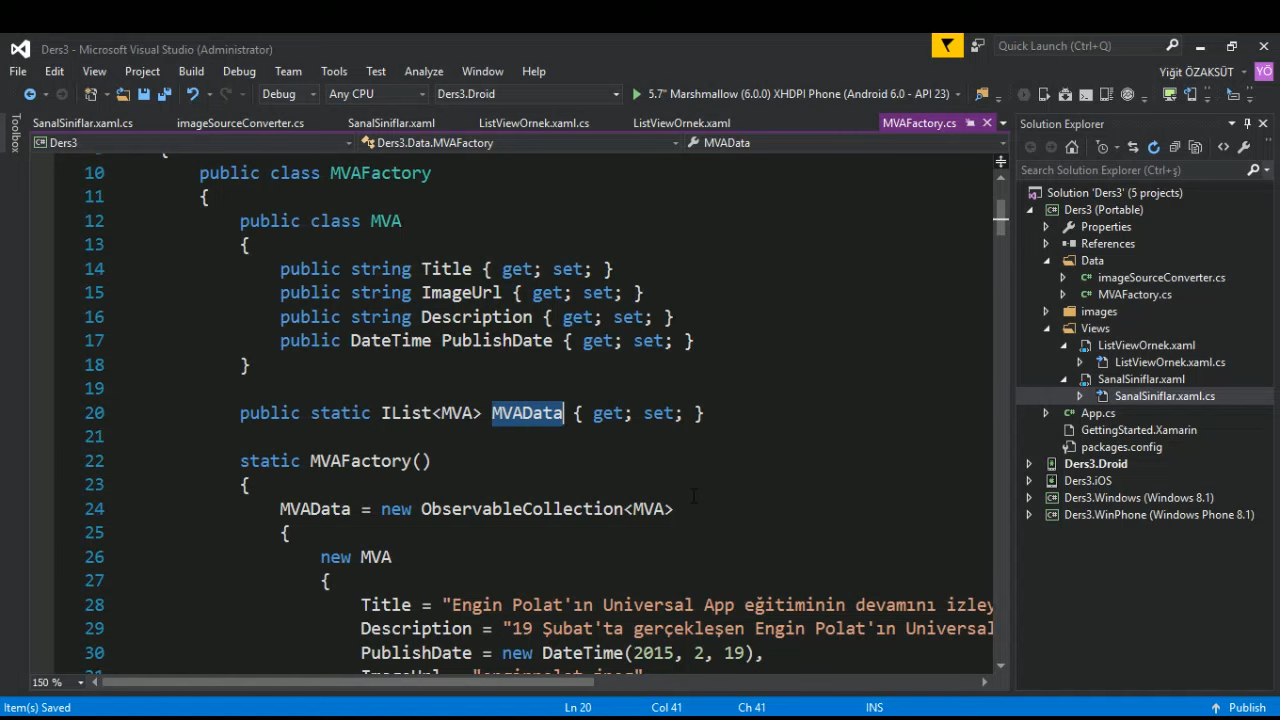 Ders3 - Microsoft Visual Studio (Administrator)
Quick Launch (Ctrl+Q)
File Edit View Project Build Debug Team Tools Test Analyze Window Help
Yiğit ÖZAKSÜT YÖ
Debug Any CPU Ders3.Droid 5.7" Marshmallow (6.0.0) XHDPI Phone (Android 6.0 - API 23)
Toolbox
SanalSiniflar.xaml.cs imageSourceConverter.cs SanalSiniflar.xaml ListViewOrnek.xaml.cs ListViewOrnek.xaml MVAFactory.cs
Ders3 Ders3.Data.MVAFactory MVAData
{
10 public class MVAFactory
11 {
12 public class MVA
13 {
14 public string Title { get; set; }
15 public string ImageUrl { get; set; }
16 public string Description { get; set; }
17 public DateTime PublishDate { get; set; }
18 }
19
20 public static IList<MVA> MVAData { get; set; }
21
22 static MVAFactory()
23 {
24 MVAData = new ObservableCollection<MVA>
25 {
26 new MVA
27 {
28 Title = "Engin Polat'ın Universal App eğitiminin devamını izley
29 Description = "19 Şubat'ta gerçekleşen Engin Polat'ın Universal
30 PublishDate = new DateTime(2015, 2, 19),
150 %
Solution Explorer
Search Solution Explorer (Ctrl+ş)
Solution 'Ders3' (5 projects)
Ders3 (Portable)
Properties
References
Data
imageSourceConverter.cs
MVAFactory.cs
images
Views
ListViewOrnek.xaml
ListViewOrnek.xaml.cs
SanalSiniflar.xaml
SanalSiniflar.xaml.cs
App.cs
GettingStarted.Xamarin
packages.config
Ders3.Droid
Ders3.iOS
Ders3.Windows (Windows 8.1)
Ders3.WinPhone (Windows Phone 8.1)
Item(s) Saved Ln 20 Col 41 Ch 41 INS Publish